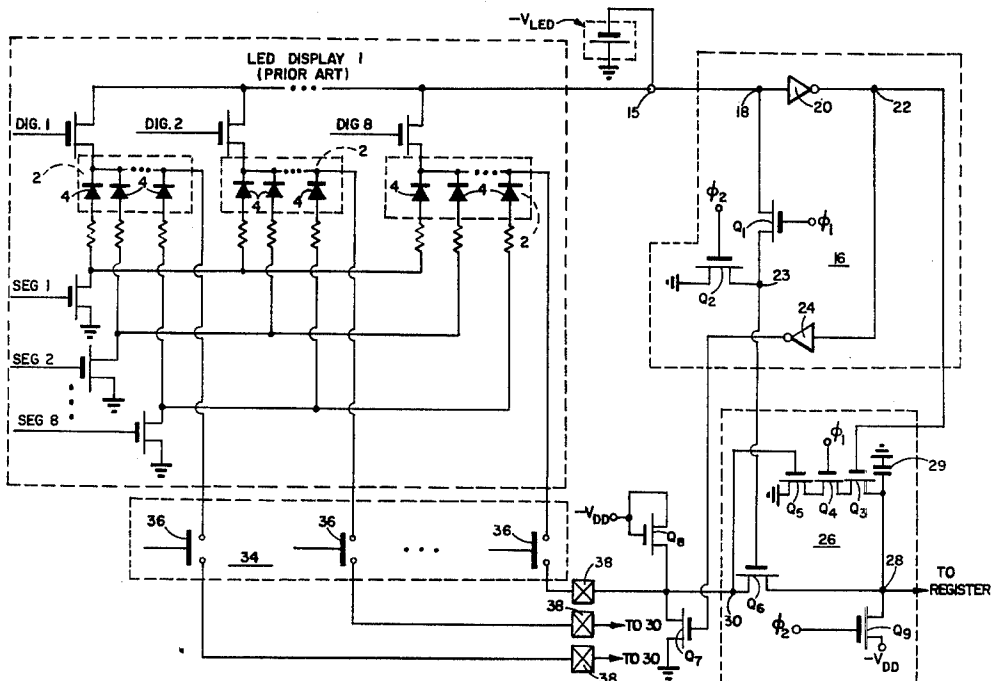 -V LED
LED DISPLAY 1
(PRIOR ART)
DIG. 1
DIG. 2
DIG 8
15
18
20
22
2
4
4
2
4
4
4
2
ϕ2
Q1
ϕ1
16
Q2
23
24
SEG 1
SEG 2
SEG 8
36
34
36
36
38
38
TO 30
38
TO 30
-VDD
Q8
Q7
30
ϕ1
29
Q5
Q4
Q3
26
28
TO
REGISTER
Q6
ϕ2
Q9
-VDD